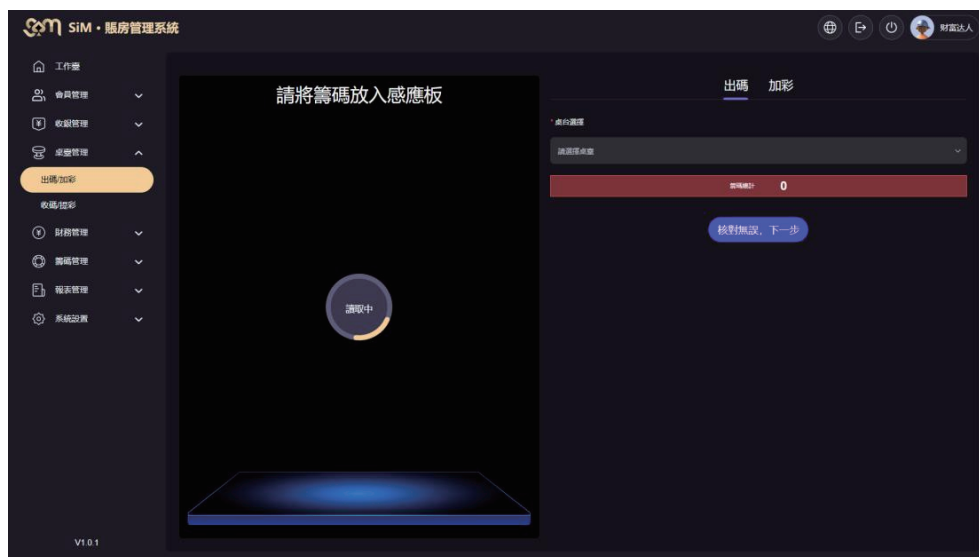 SiM・賬房管理系統
財富达人
工作臺
會員管理
收銀管理
桌臺管理
出碼/加彩
收碼/提彩
財務管理
籌碼管理
報表管理
系統設置
V1.0.1
請將籌碼放入感應板
讀取中
出碼 加彩
* 桌台選擇
請選擇桌臺
籌碼總計 0
核對無誤，下一步